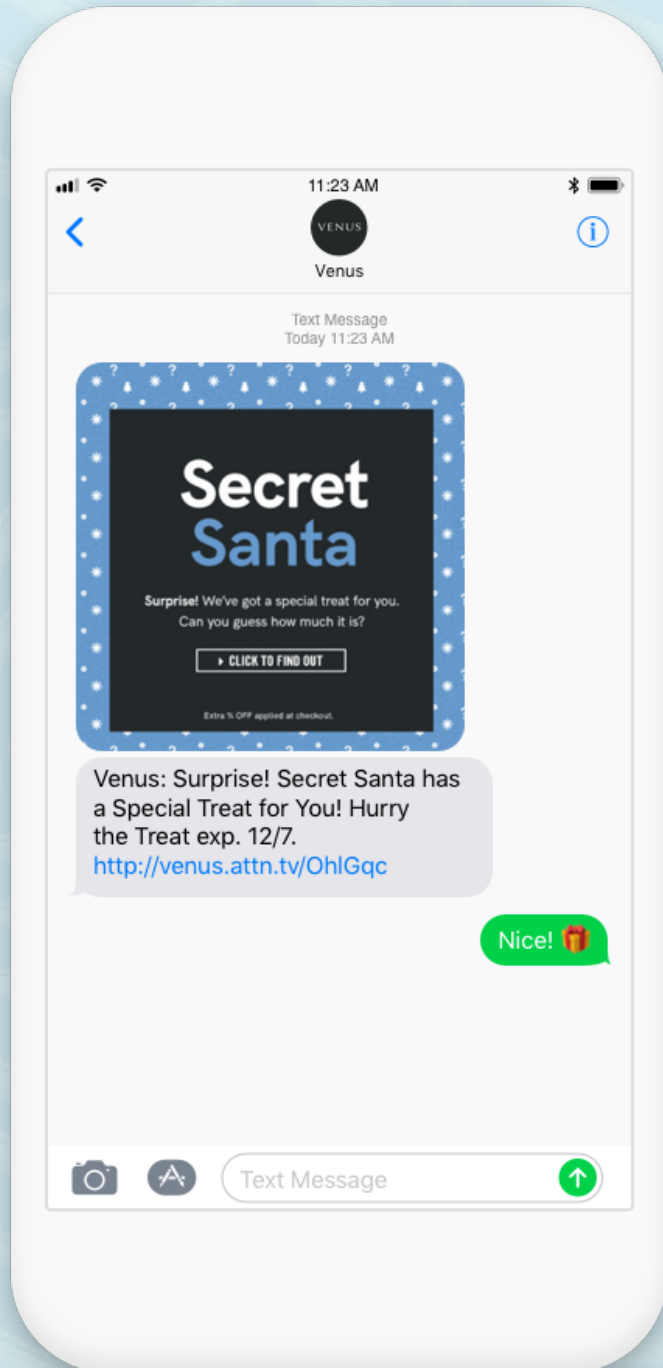 11:23 AM
VENUS
Venus
Text Message
Today 11:23 AM
Secret
Santa
Surprise! We've got a special treat for you.
Can you guess how much it is?
CLICK TO FIND OUT
Extra % OFF applied at checkout.
Venus: Surprise! Secret Santa has
a Special Treat for You! Hurry
the Treat exp. 12/7.
http://venus.attn.tv/OhlGqc
Nice! 🎁
Text Message